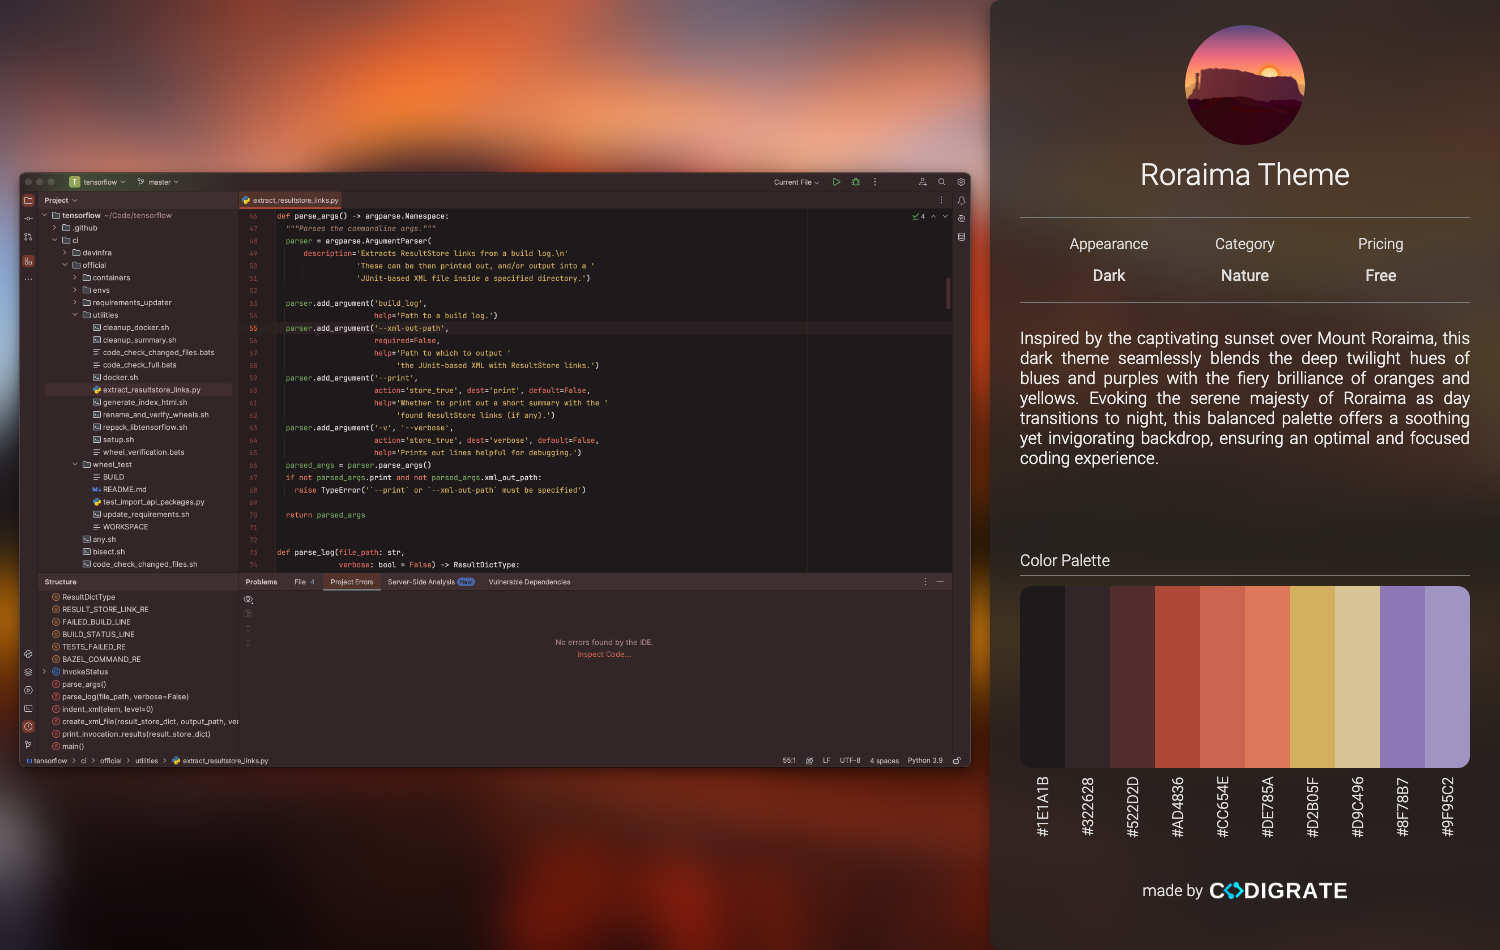 T tensorflow
master
Current File
Project
extract_resultstore_links.py
tensorflow ~/Code/tensorflow
.github
ci
devinfra
official
containers
envs
requirements_updater
utilities
cleanup_docker.sh
cleanup_summary.sh
code_check_changed_files.bats
code_check_full.bats
docker.sh
extract_resultstore_links.py
generate_index_html.sh
rename_and_verify_wheels.sh
repack_libtensorflow.sh
setup.sh
wheel_verification.bats
wheel_test
BUILD
README.md
test_import_api_packages.py
update_requirements.sh
WORKSPACE
any.sh
bisect.sh
code_check_changed_files.sh
4
46 def parse_args() -> argparse.Namespace:
47 """Parses the commandline args."""
48 parser = argparse.ArgumentParser(
49 description='Extracts ResultStore links from a build log.\n'
50 'These can be then printed out, and/or output into a '
51 'JUnit-based XML file inside a specified directory.')
52
53 parser.add_argument('build_log',
54 help='Path to a build log.')
55 parser.add_argument('--xml-out-path',
56 required=False,
57 help='Path to which to output '
58 'the JUnit-based XML with ResultStore links.')
59 parser.add_argument('--print',
60 action='store_true', dest='print', default=False,
61 help='Whether to print out a short summary with the '
62 'found ResultStore links (if any).')
63 parser.add_argument('-v', '--verbose',
64 action='store_true', dest='verbose', default=False,
65 help='Prints out lines helpful for debugging.')
66 parsed_args = parser.parse_args()
67 if not parsed_args.print and not parsed_args.xml_out_path:
68 raise TypeError('`--print` or `--xml-out-path` must be specified')
69
70 return parsed_args
71
72
73 def parse_log(file_path: str,
74 verbose: bool = False) -> ResultDictType:
Structure
ResultDictType
RESULT_STORE_LINK_RE
FAILED_BUILD_LINE
BUILD_STATUS_LINE
TESTS_FAILED_RE
BAZEL_COMMAND_RE
InvokeStatus
parse_args()
parse_log(file_path, verbose=False)
indent_xml(elem, level=0)
create_xml_file(result_store_dict, output_path, ver
print_invocation_results(result_store_dict)
main()
Problems File 4 Project Errors Server-Side Analysis New Vulnerable Dependencies
No errors found by the IDE.
Inspect Code...
tensorflow > ci > official > utilities > extract_resultstore_links.py
55:1 LF UTF-8 4 spaces Python 3.9
Roraima Theme
Appearance Category Pricing
Dark Nature Free
Inspired by the captivating sunset over Mount Roraima, this
dark theme seamlessly blends the deep twilight hues of
blues and purples with the fiery brilliance of oranges and
yellows. Evoking the serene majesty of Roraima as day
transitions to night, this balanced palette offers a soothing
yet invigorating backdrop, ensuring an optimal and focused
coding experience.
Color Palette
#1E1A1B
#322628
#522D2D
#AD4836
#CC654E
#DE785A
#D2B05F
#D9C496
#8F78B7
#9F95C2
made by CODIGRATE